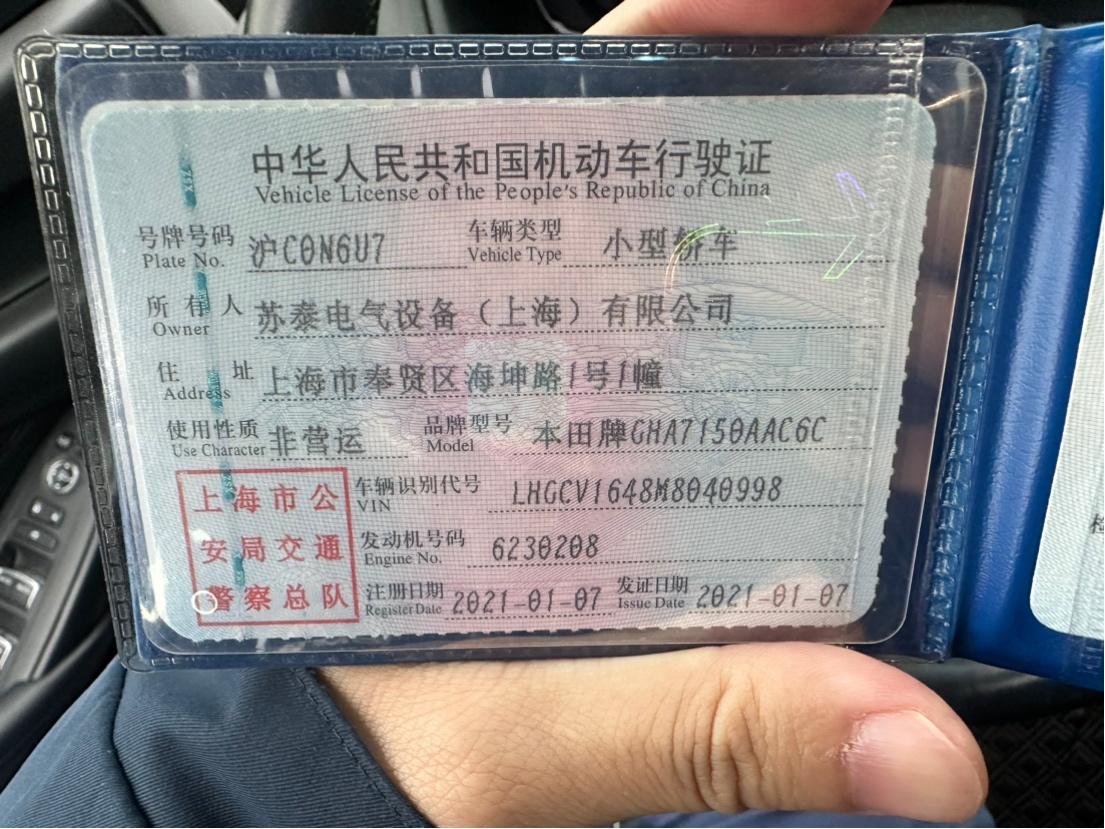 中华人民共和国机动车行驶证
Vehicle License of the People's Republic of China
号牌号码 沪C0N6U7 车辆类型 小型轿车
Plate No. Vehicle Type
所有人 苏泰电气设备（上海）有限公司
Owner
住址 上海市奉贤区海坤路1号1幢
Address
使用性质 非营运 品牌型号 本田牌GHA7150AAC6C
Use Character Model
上海市公
安局交通
警察总队
车辆识别代号 LHGCV1648M8040998
VIN
发动机号码 6230208
Engine No.
注册日期 2021-01-07 发证日期 2021-01-07
Register Date Issue Date